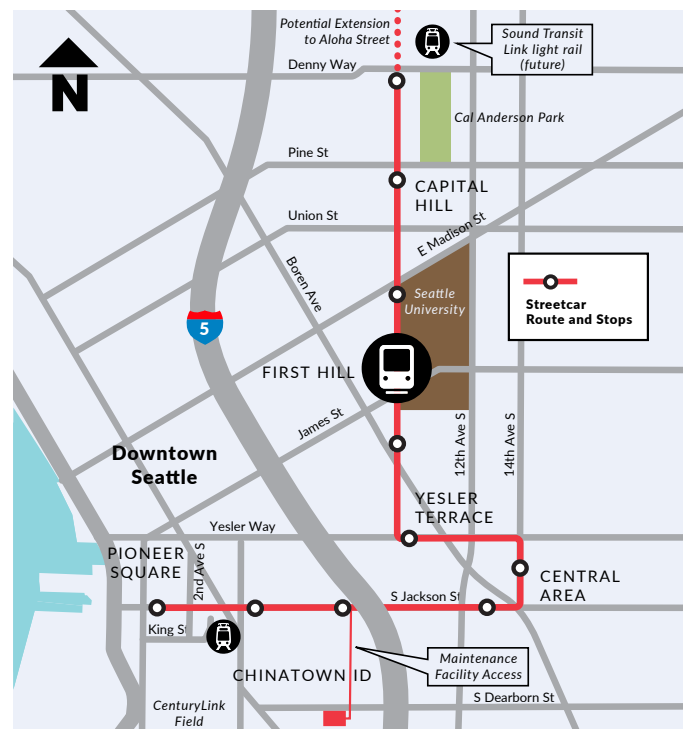 Potential Extension
to Aloha Street
Sound Transit
Link light rail
(future)
Denny Way
N
Cal Anderson Park
Pine St
CAPITAL
HILL
Union St
E Madison St
Boren Ave
Seattle
University
Streetcar
Route and Stops
5
FIRST HILL
James St
12th Ave S
14th Ave S
Downtown
Seattle
YESLER
TERRACE
Yesler Way
PIONEER
SQUARE
2nd Ave S
CENTRAL
AREA
S Jackson St
King St
Maintenance
Facility Access
CHINATOWN ID
S Dearborn St
CenturyLink
Field